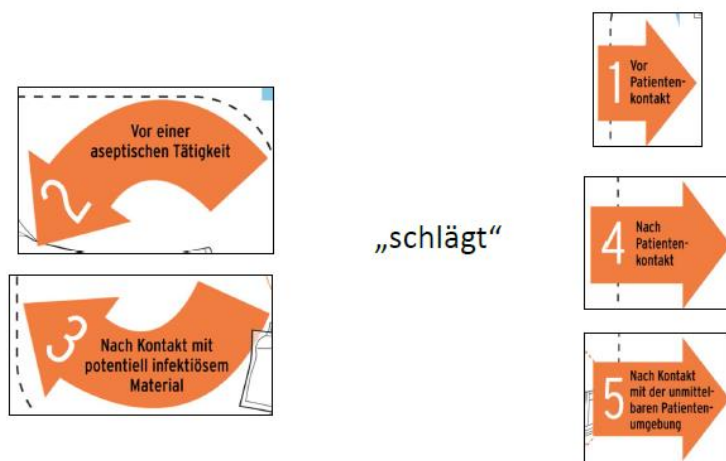 2
Vor einer
aseptischen Tätigkeit
3
Nach Kontakt mit
potentiell infektiösem
Material
„schlägt“
1
Vor
Patienten-
kontakt
4
Nach
Patienten-
kontakt
5
Nach Kontakt
mit der unmittel-
baren Patienten-
umgebung